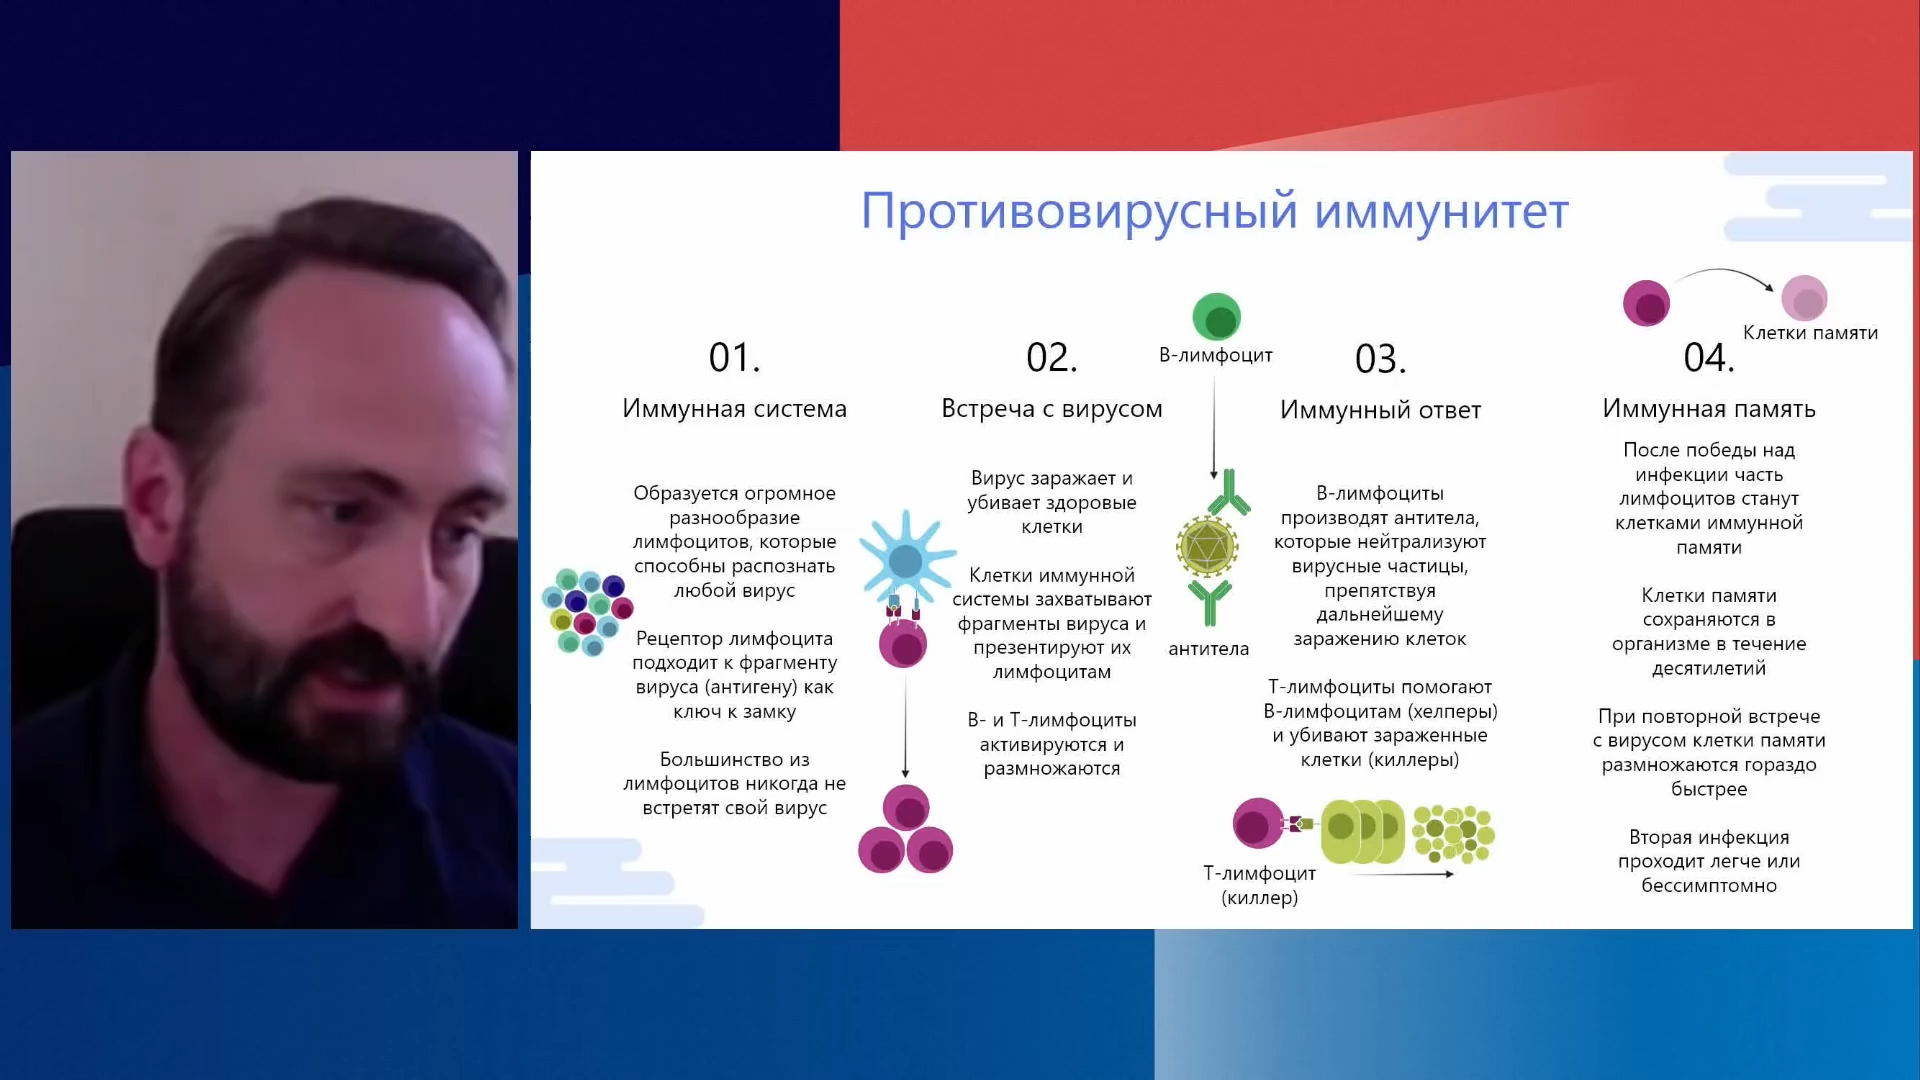 Противовирусный иммунитет
01.
Иммунная система
Образуется огромное
разнообразие
лимфоцитов, которые
способны распознать
любой вирус
Рецептор лимфоцита
подходит к фрагменту
вируса (антигену) как
ключ к замку
Большинство из
лимфоцитов никогда не
встретят свой вирус
02.
Встреча с вирусом
Вирус заражает и
убивает здоровые
клетки
Клетки иммунной
системы захватывают
фрагменты вируса и
презентируют их
лимфоцитам
В- и Т-лимфоциты
активируются и
размножаются
В-лимфоцит
антитела
03.
Иммунный ответ
В-лимфоциты
производят антитела,
которые нейтрализуют
вирусные частицы,
препятствуя
дальнейшему
заражению клеток
Т-лимфоциты помогают
В-лимфоцитам (хелперы)
и убивают зараженные
клетки (киллеры)
Т-лимфоцит
(киллер)
Клетки памяти
04.
Иммунная память
После победы над
инфекции часть
лимфоцитов станут
клетками иммунной
памяти
Клетки памяти
сохраняются в
организме в течение
десятилетий
При повторной встрече
с вирусом клетки памяти
размножаются гораздо
быстрее
Вторая инфекция
проходит легче или
бессимптомно